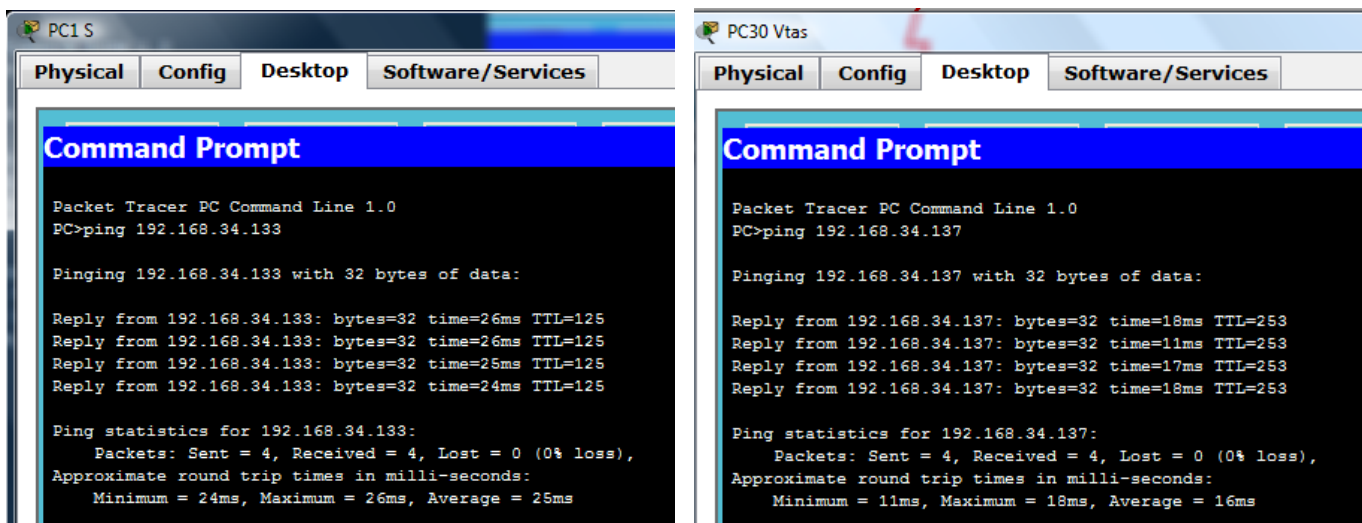 PC1 S
Physical Config Desktop Software/Services
Command Prompt
Packet Tracer PC Command Line 1.0
PC>ping 192.168.34.133
Pinging 192.168.34.133 with 32 bytes of data:
Reply from 192.168.34.133: bytes=32 time=26ms TTL=125
Reply from 192.168.34.133: bytes=32 time=26ms TTL=125
Reply from 192.168.34.133: bytes=32 time=25ms TTL=125
Reply from 192.168.34.133: bytes=32 time=24ms TTL=125
Ping statistics for 192.168.34.133:
Packets: Sent = 4, Received = 4, Lost = 0 (0% loss),
Approximate round trip times in milli-seconds:
Minimum = 24ms, Maximum = 26ms, Average = 25ms
PC30 Vtas
Physical Config Desktop Software/Services
Command Prompt
Packet Tracer PC Command Line 1.0
PC>ping 192.168.34.137
Pinging 192.168.34.137 with 32 bytes of data:
Reply from 192.168.34.137: bytes=32 time=18ms TTL=253
Reply from 192.168.34.137: bytes=32 time=11ms TTL=253
Reply from 192.168.34.137: bytes=32 time=17ms TTL=253
Reply from 192.168.34.137: bytes=32 time=18ms TTL=253
Ping statistics for 192.168.34.137:
Packets: Sent = 4, Received = 4, Lost = 0 (0% loss),
Approximate round trip times in milli-seconds:
Minimum = 11ms, Maximum = 18ms, Average = 16ms